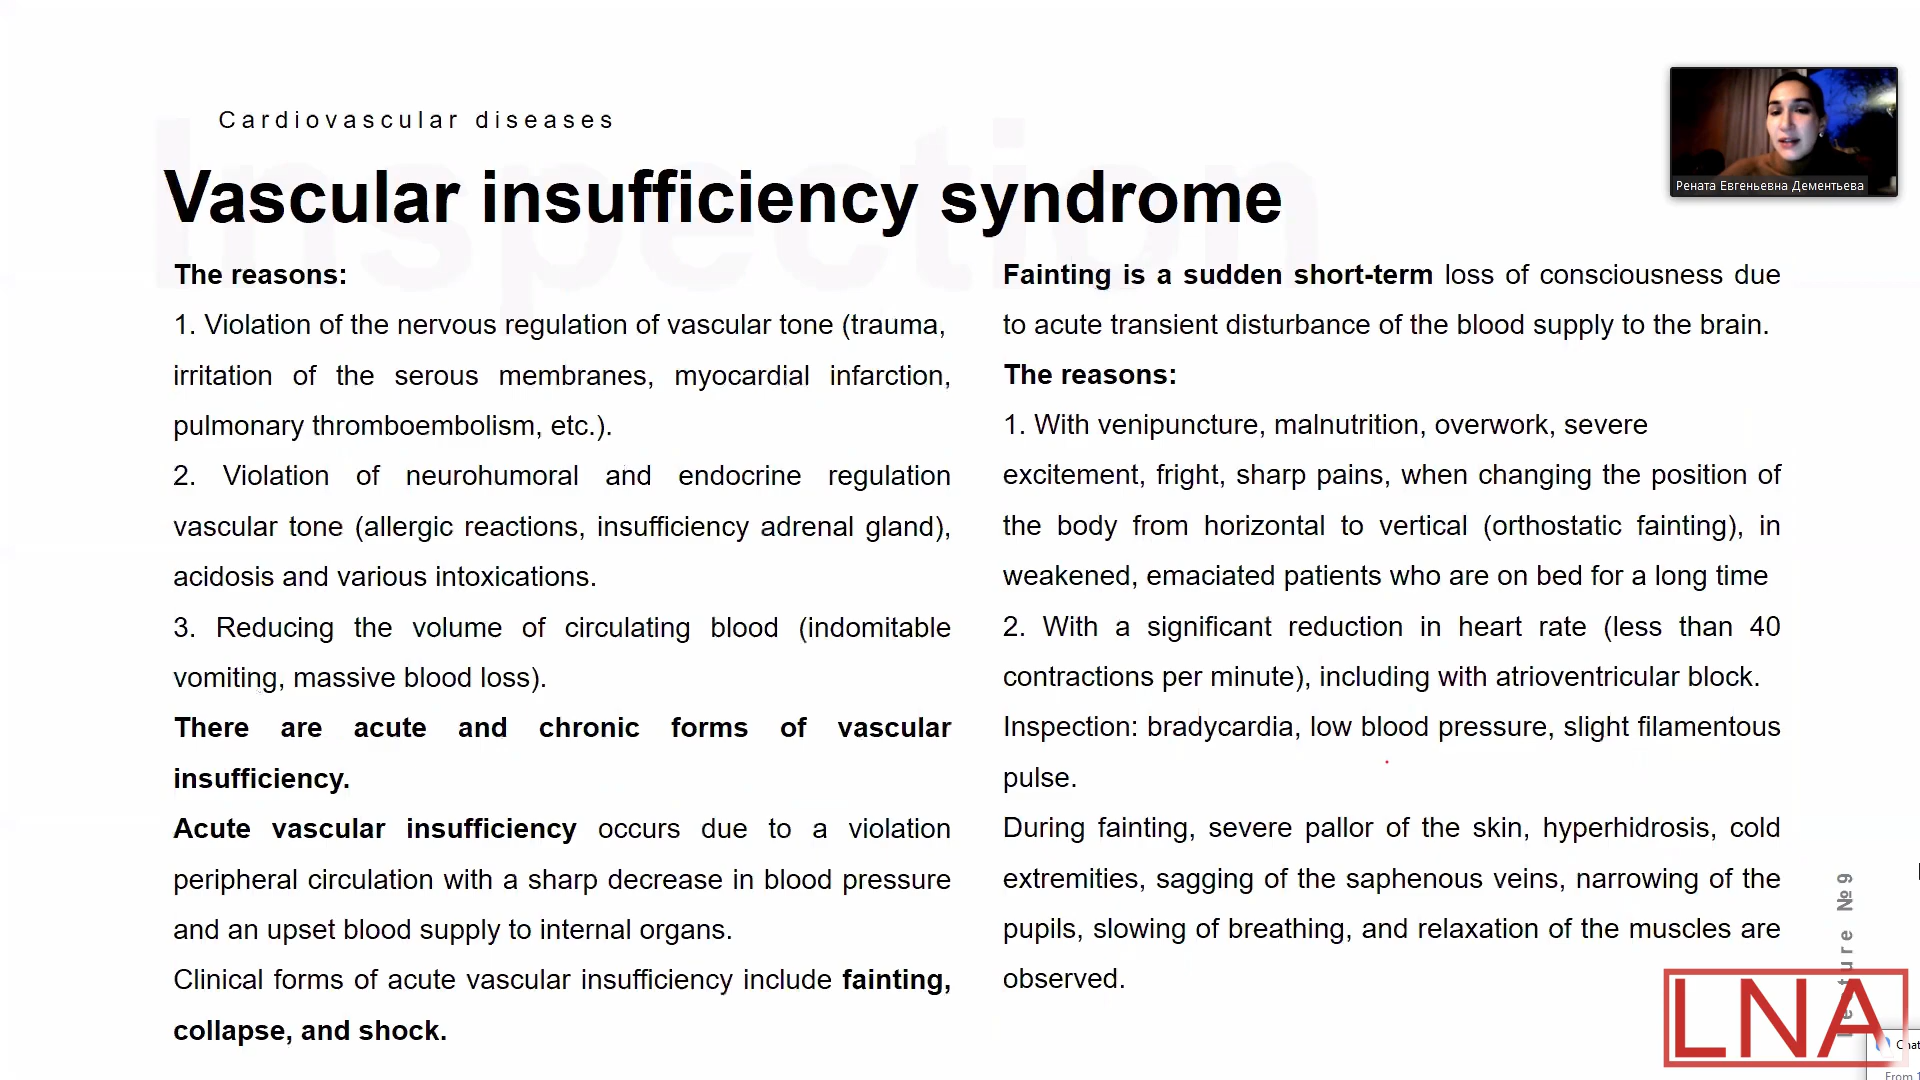 Cardiovascular diseases
Inspection
Vascular insufficiency syndrome
The reasons:
1. Violation of the nervous regulation of vascular tone (trauma,
irritation of the serous membranes, myocardial infarction,
pulmonary thromboembolism, etc.).
2. Violation of neurohumoral and endocrine regulation
vascular tone (allergic reactions, insufficiency adrenal gland),
acidosis and various intoxications.
3. Reducing the volume of circulating blood (indomitable
vomiting, massive blood loss).
There are acute and chronic forms of vascular
insufficiency.
Acute vascular insufficiency occurs due to a violation
peripheral circulation with a sharp decrease in blood pressure
and an upset blood supply to internal organs.
Clinical forms of acute vascular insufficiency include fainting,
collapse, and shock.
Fainting is a sudden short-term loss of consciousness due
to acute transient disturbance of the blood supply to the brain.
The reasons:
1. With venipuncture, malnutrition, overwork, severe
excitement, fright, sharp pains, when changing the position of
the body from horizontal to vertical (orthostatic fainting), in
weakened, emaciated patients who are on bed for a long time
2. With a significant reduction in heart rate (less than 40
contractions per minute), including with atrioventricular block.
Inspection: bradycardia, low blood pressure, slight filamentous
pulse.
During fainting, severe pallor of the skin, hyperhidrosis, cold
extremities, sagging of the saphenous veins, narrowing of the
pupils, slowing of breathing, and relaxation of the muscles are
observed.
Рената Евгеньевна Дементьева
Lecture №9
LNA
Chat
From